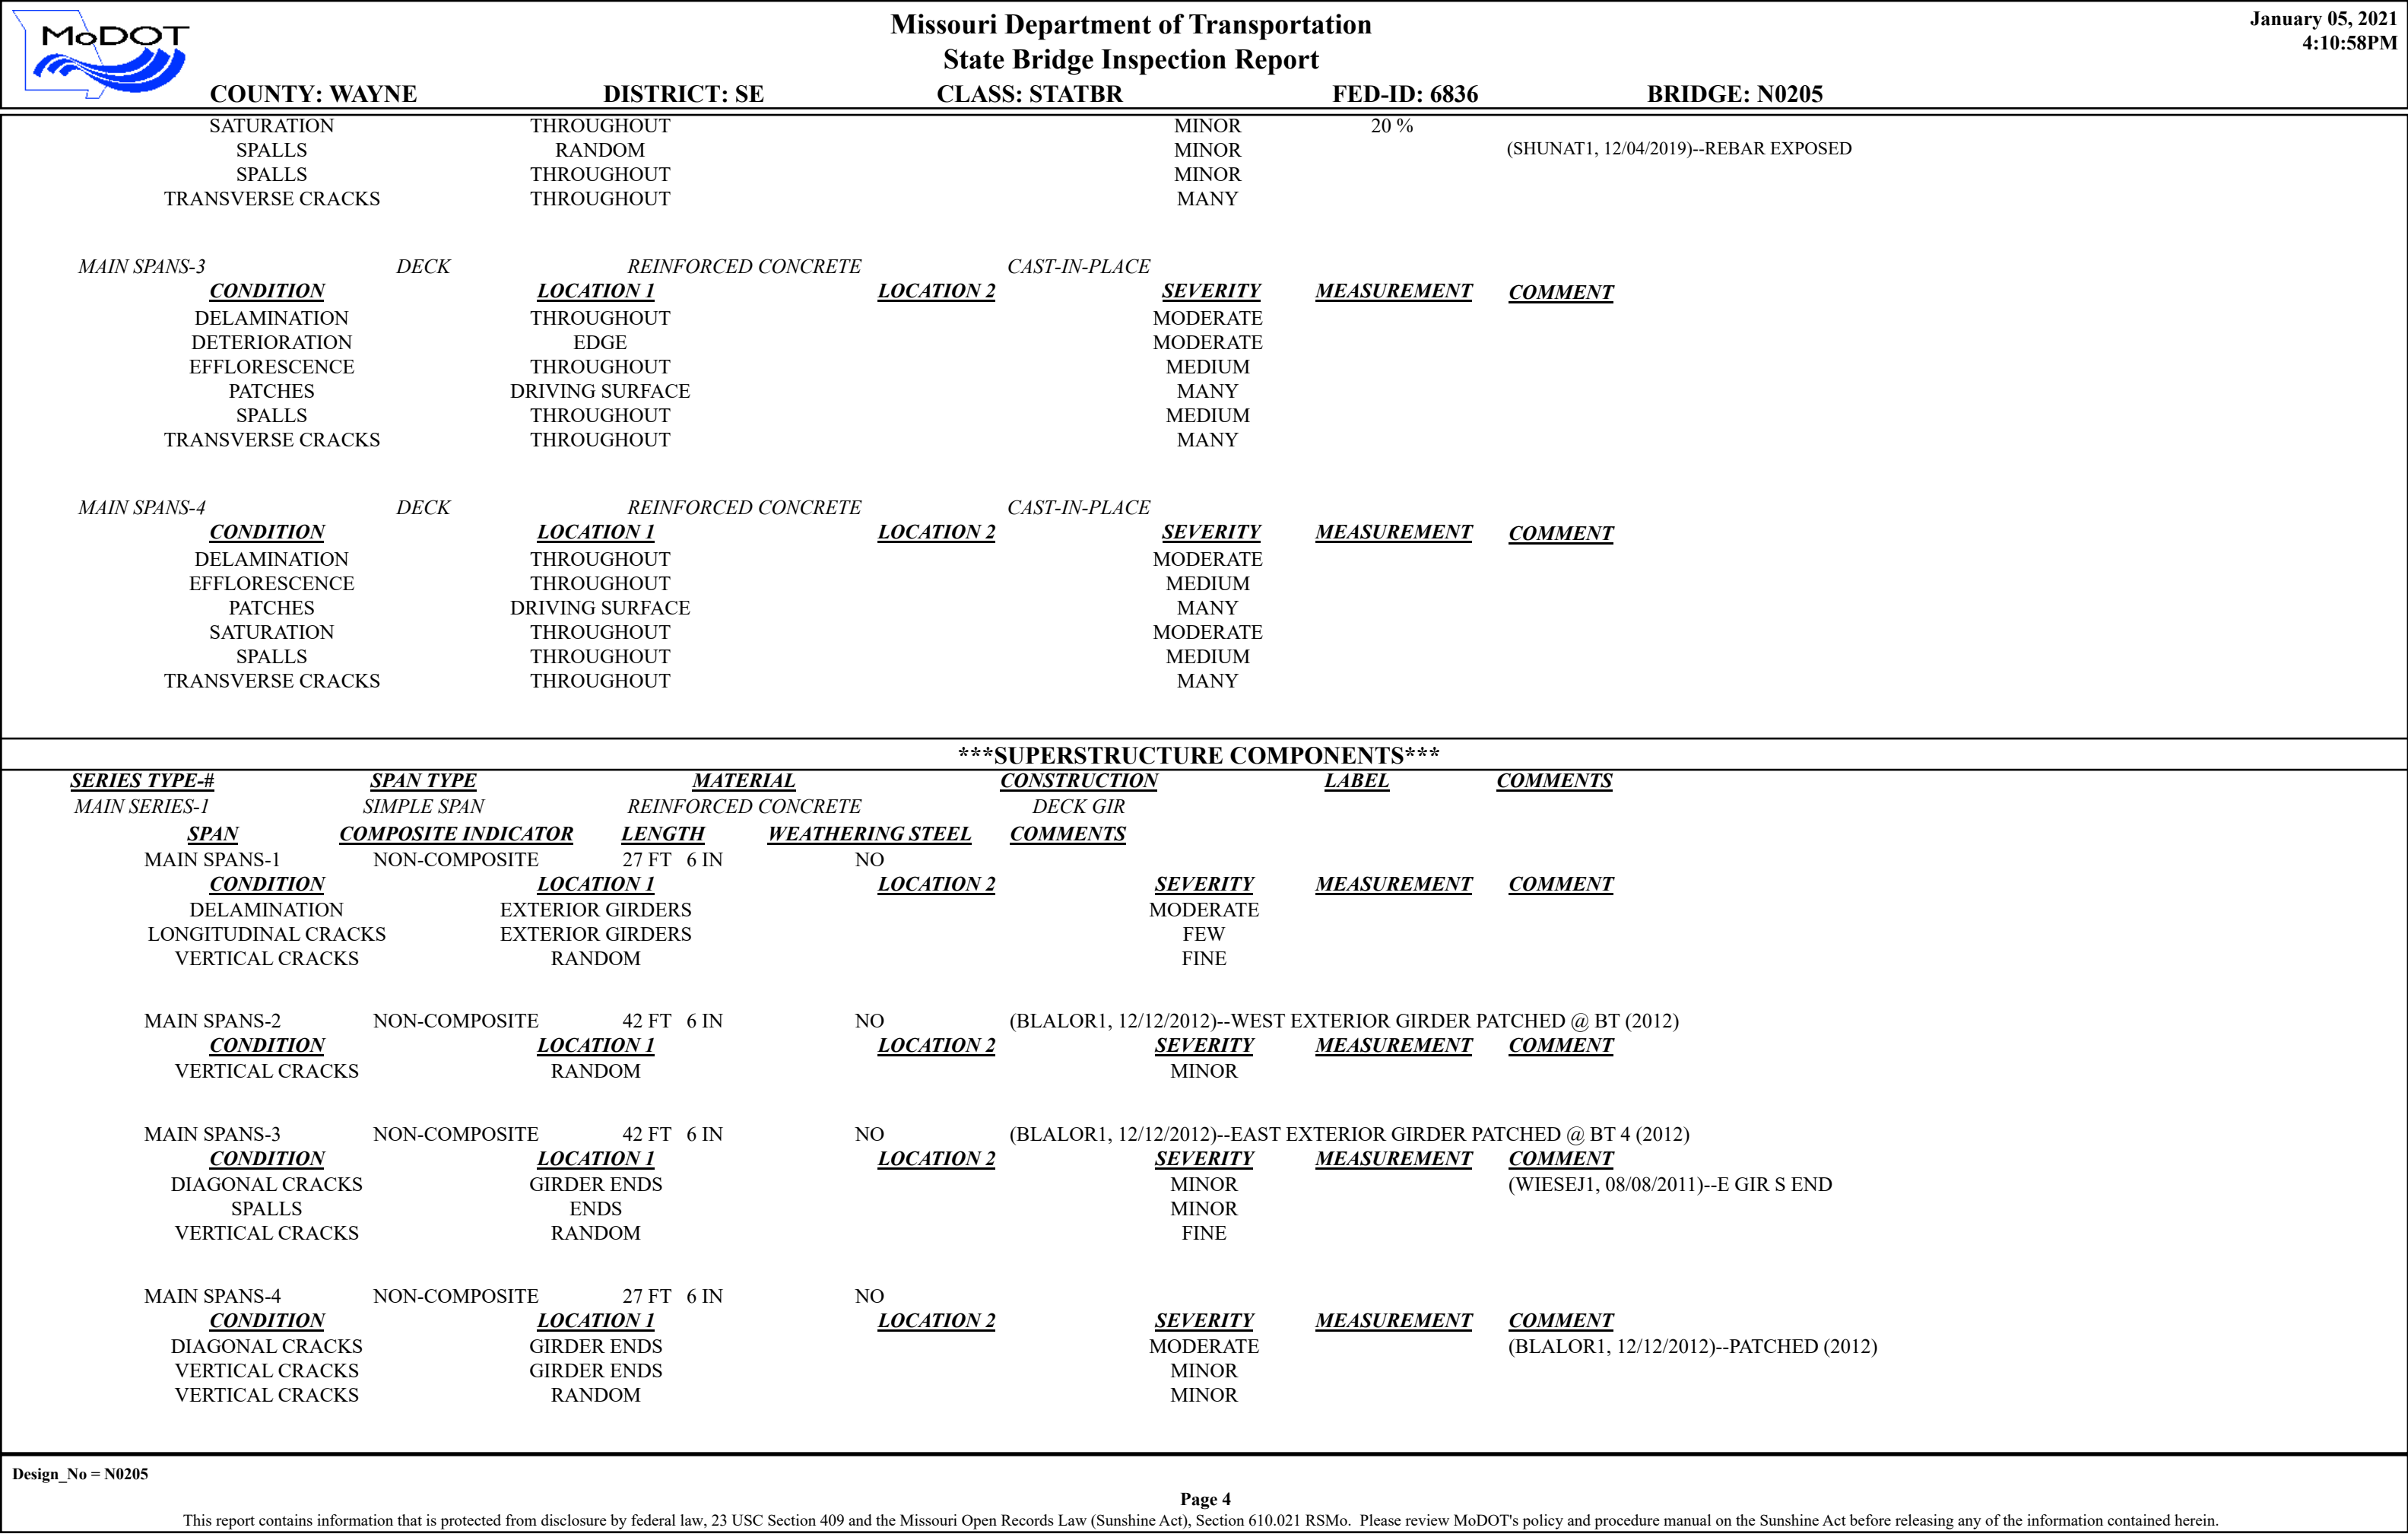 MoDOT
Missouri Department of Transportation
State Bridge Inspection Report
January 05, 2021
4:10:58PM
COUNTY: WAYNE DISTRICT: SE CLASS: STATBR FED-ID: 6836 BRIDGE: N0205
SATURATION THROUGHOUT MINOR 20 %
SPALLS RANDOM MINOR (SHUNAT1, 12/04/2019)--REBAR EXPOSED
SPALLS THROUGHOUT MINOR
TRANSVERSE CRACKS THROUGHOUT MANY
MAIN SPANS-3 DECK REINFORCED CONCRETE CAST-IN-PLACE
CONDITION LOCATION 1 LOCATION 2 SEVERITY MEASUREMENT COMMENT
DELAMINATION THROUGHOUT MODERATE
DETERIORATION EDGE MODERATE
EFFLORESCENCE THROUGHOUT MEDIUM
PATCHES DRIVING SURFACE MANY
SPALLS THROUGHOUT MEDIUM
TRANSVERSE CRACKS THROUGHOUT MANY
MAIN SPANS-4 DECK REINFORCED CONCRETE CAST-IN-PLACE
CONDITION LOCATION 1 LOCATION 2 SEVERITY MEASUREMENT COMMENT
DELAMINATION THROUGHOUT MODERATE
EFFLORESCENCE THROUGHOUT MEDIUM
PATCHES DRIVING SURFACE MANY
SATURATION THROUGHOUT MODERATE
SPALLS THROUGHOUT MEDIUM
TRANSVERSE CRACKS THROUGHOUT MANY
***SUPERSTRUCTURE COMPONENTS***
SERIES TYPE-# SPAN TYPE MATERIAL CONSTRUCTION LABEL COMMENTS
MAIN SERIES-1 SIMPLE SPAN REINFORCED CONCRETE DECK GIR
SPAN COMPOSITE INDICATOR LENGTH WEATHERING STEEL COMMENTS
MAIN SPANS-1 NON-COMPOSITE 27 FT 6 IN NO
CONDITION LOCATION 1 LOCATION 2 SEVERITY MEASUREMENT COMMENT
DELAMINATION EXTERIOR GIRDERS MODERATE
LONGITUDINAL CRACKS EXTERIOR GIRDERS FEW
VERTICAL CRACKS RANDOM FINE
MAIN SPANS-2 NON-COMPOSITE 42 FT 6 IN NO (BLALOR1, 12/12/2012)--WEST EXTERIOR GIRDER PATCHED @ BT (2012)
CONDITION LOCATION 1 LOCATION 2 SEVERITY MEASUREMENT COMMENT
VERTICAL CRACKS RANDOM MINOR
MAIN SPANS-3 NON-COMPOSITE 42 FT 6 IN NO (BLALOR1, 12/12/2012)--EAST EXTERIOR GIRDER PATCHED @ BT 4 (2012)
CONDITION LOCATION 1 LOCATION 2 SEVERITY MEASUREMENT COMMENT
DIAGONAL CRACKS GIRDER ENDS MINOR (WIESEJ1, 08/08/2011)--E GIR S END
SPALLS ENDS MINOR
VERTICAL CRACKS RANDOM FINE
MAIN SPANS-4 NON-COMPOSITE 27 FT 6 IN NO
CONDITION LOCATION 1 LOCATION 2 SEVERITY MEASUREMENT COMMENT
DIAGONAL CRACKS GIRDER ENDS MODERATE (BLALOR1, 12/12/2012)--PATCHED (2012)
VERTICAL CRACKS GIRDER ENDS MINOR
VERTICAL CRACKS RANDOM MINOR
Design_No = N0205
Page 4
This report contains information that is protected from disclosure by federal law, 23 USC Section 409 and the Missouri Open Records Law (Sunshine Act), Section 610.021 RSMo. Please review MoDOT's policy and procedure manual on the Sunshine Act before releasing any of the information contained herein.